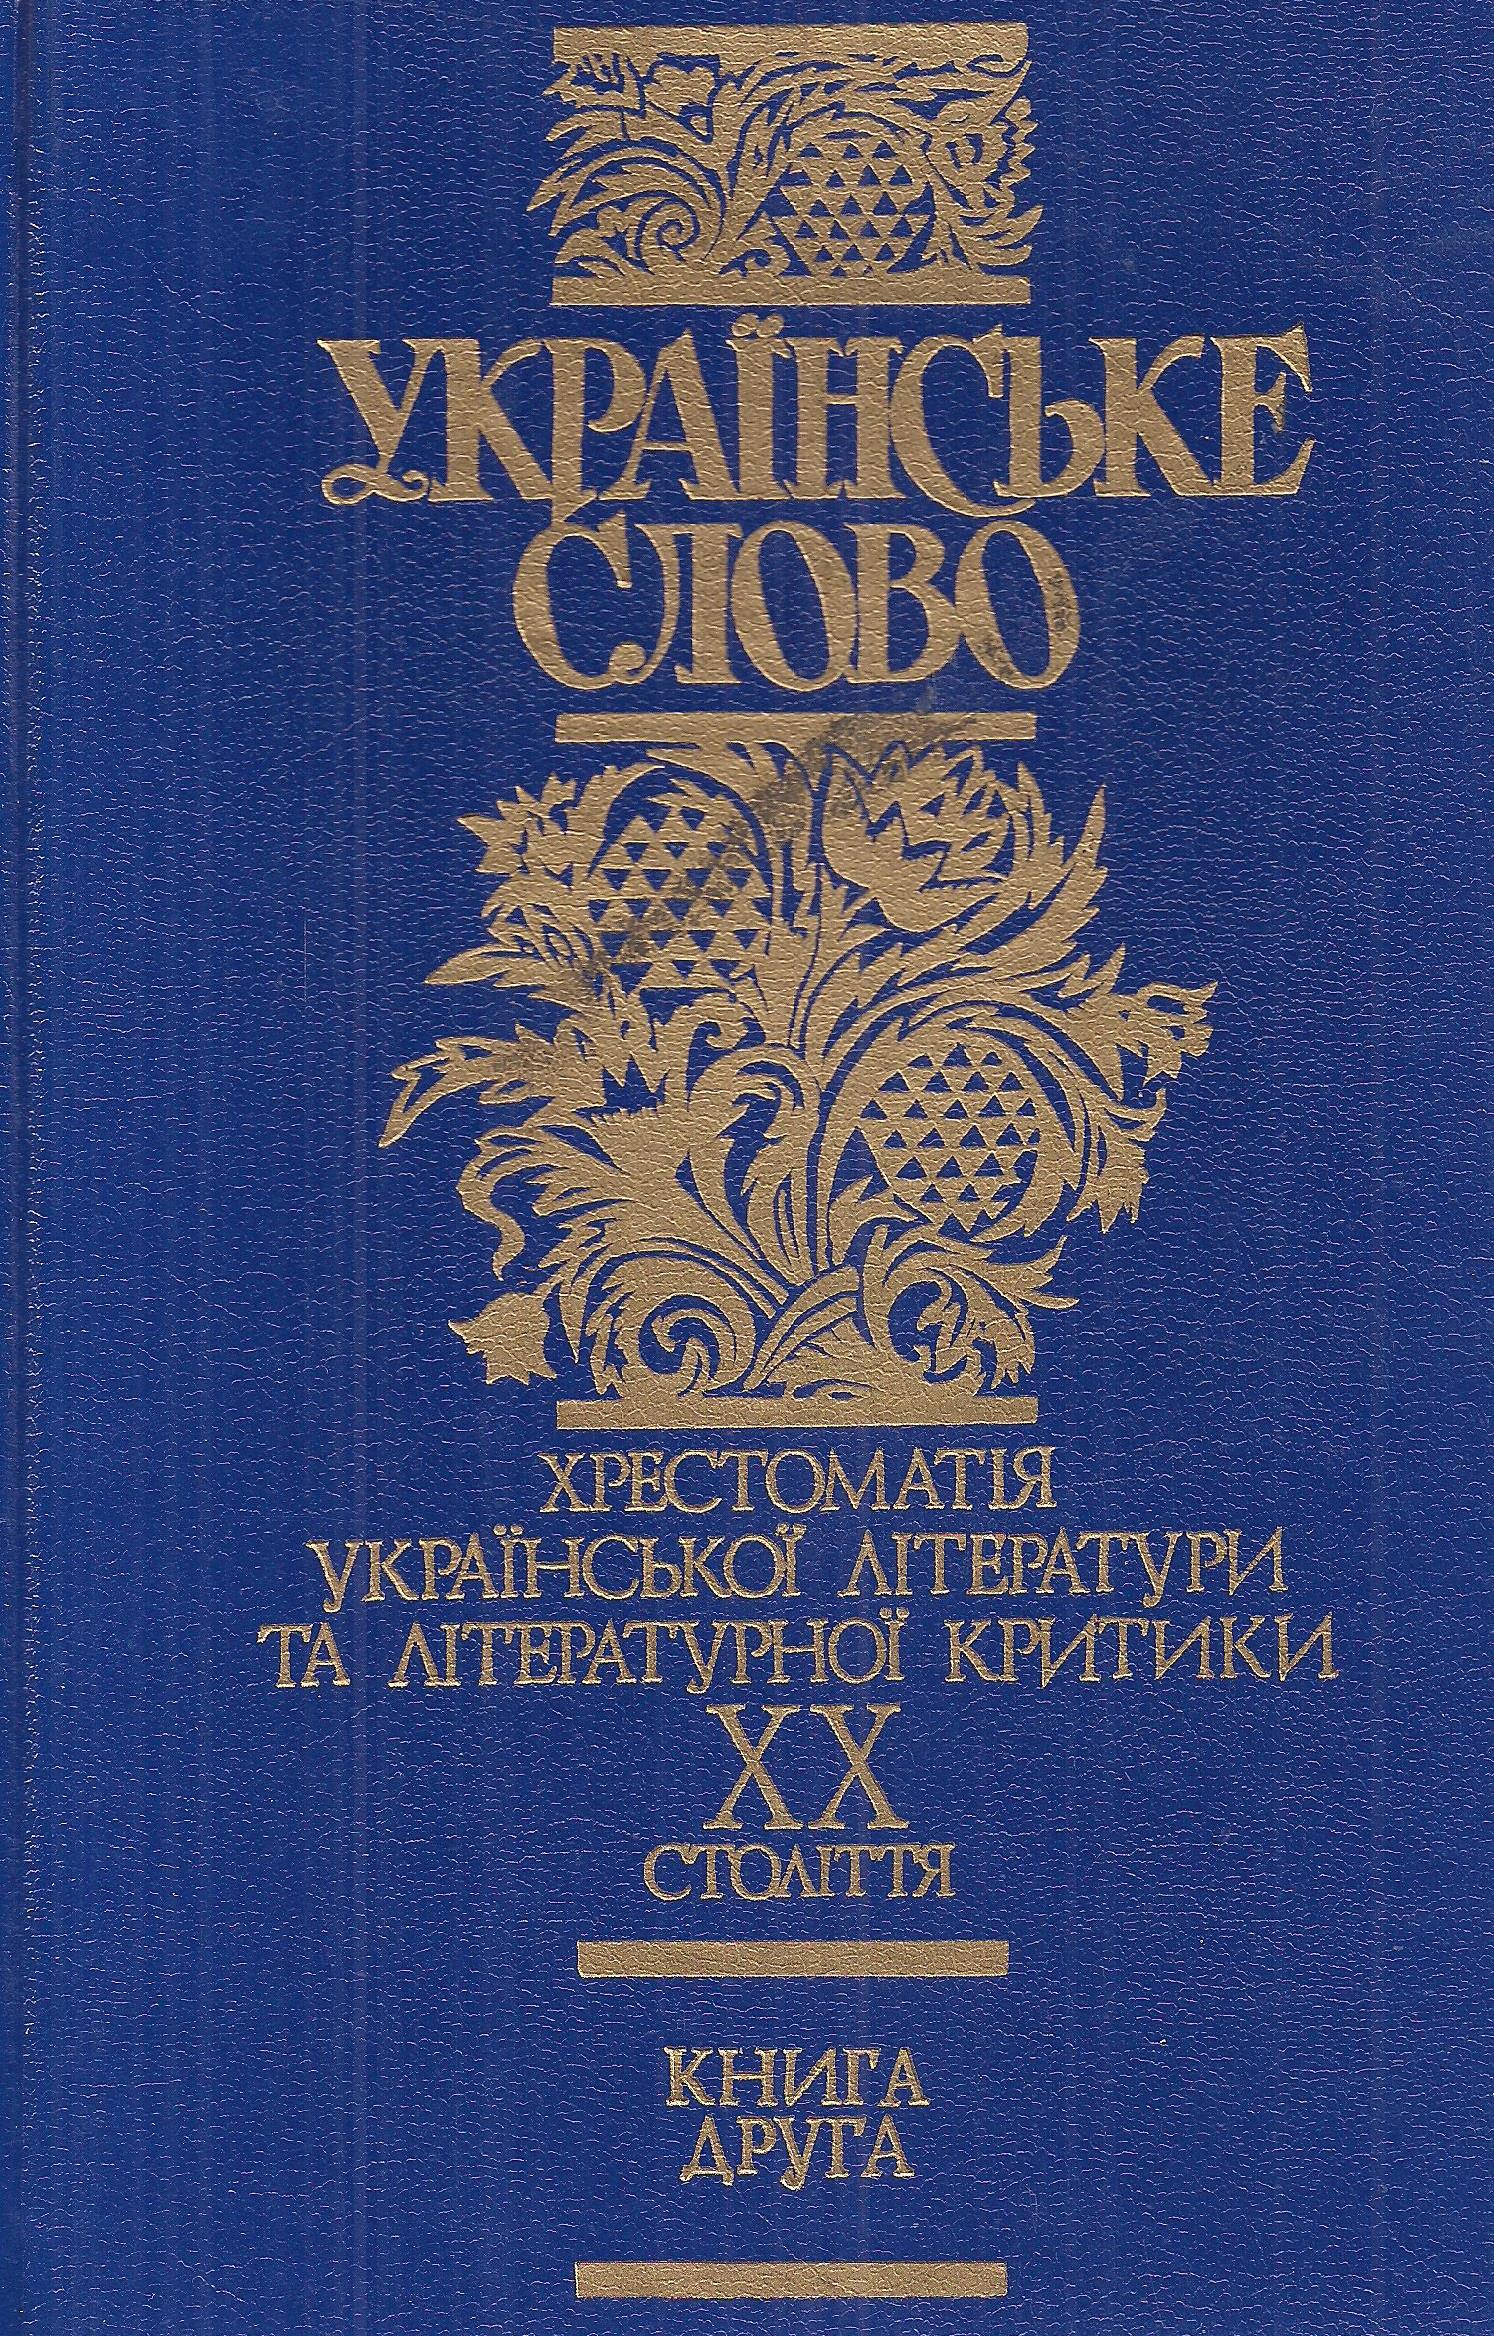 УКРАЇНСЬКЕ
СЛОВО
ХРЕСТОМАТІЯ
УКРАЇНСЬКОЇ ЛІТЕРАТУРИ
ТА ЛІТЕРАТУРНОЇ КРИТИКИ
XX
СТОЛІТТЯ
КНИГА
ДРУГА